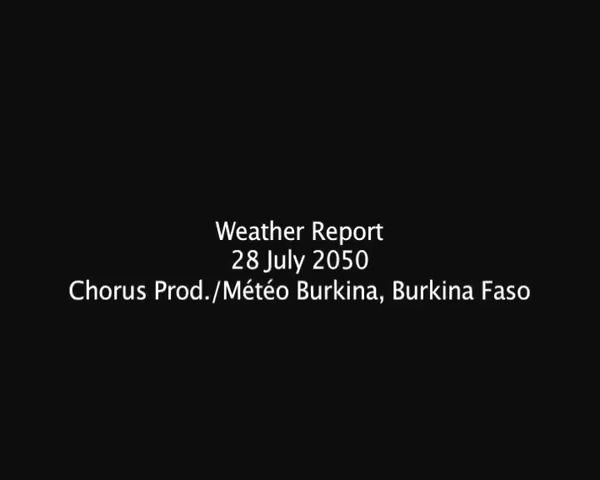 Weather Report
28 July 2050
Chorus Prod./Météo Burkina, Burkina Faso